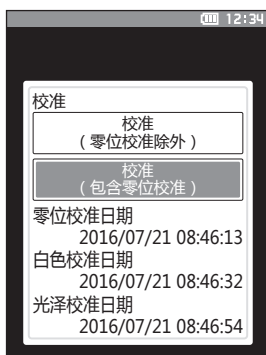 12:34
校准
校准
（零位校准除外）
校准
（包含零位校准）
零位校准日期
2016/07/21 08:46:13
白色校准日期
2016/07/21 08:46:32
光泽校准日期
2016/07/21 08:46:54